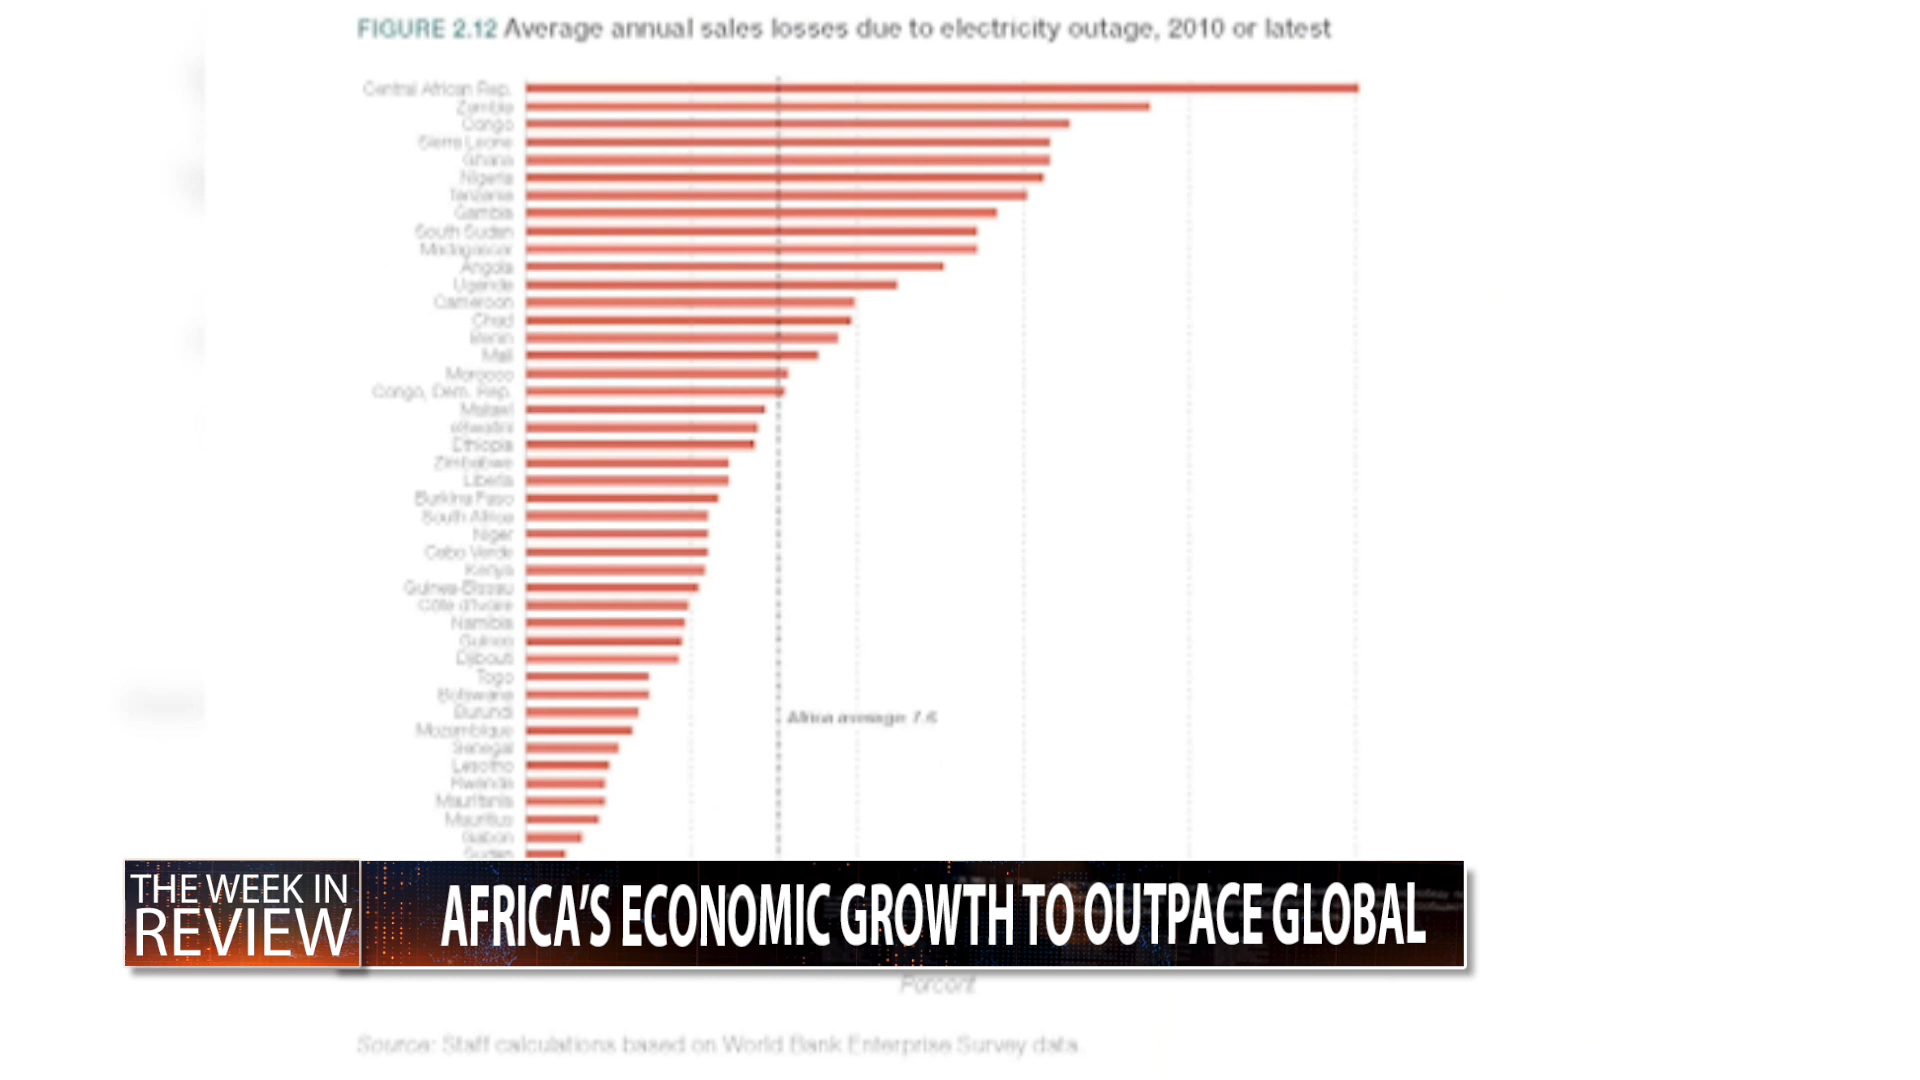 FIGURE 2.12 Average annual sales losses due to electricity outage, 2010 or latest
Central African Rep.
Zambia
Congo
Sierra Leone
Ghana
Nigeria
Tanzania
Gambia
South Sudan
Madagascar
Angola
Uganda
Cameroon
Chad
Benin
Mali
Morocco
Congo, Dem. Rep.
Malawi
eSwatini
Ethiopia
Zimbabwe
Liberia
Burkina Faso
South Africa
Niger
Cabo Verde
Kenya
Guinea-Bissau
Côte d'Ivoire
Namibia
Guinea
Djibouti
Togo
Botswana
Burundi
Africa average 7.6
Mozambique
Senegal
Lesotho
Rwanda
Mauritania
Mauritius
Gabon
Sudan
THE WEEK IN
REVIEW
AFRICA'S ECONOMIC GROWTH TO OUTPACE GLOBAL
Percent
Source: Staff calculations based on World Bank Enterprise Survey data.